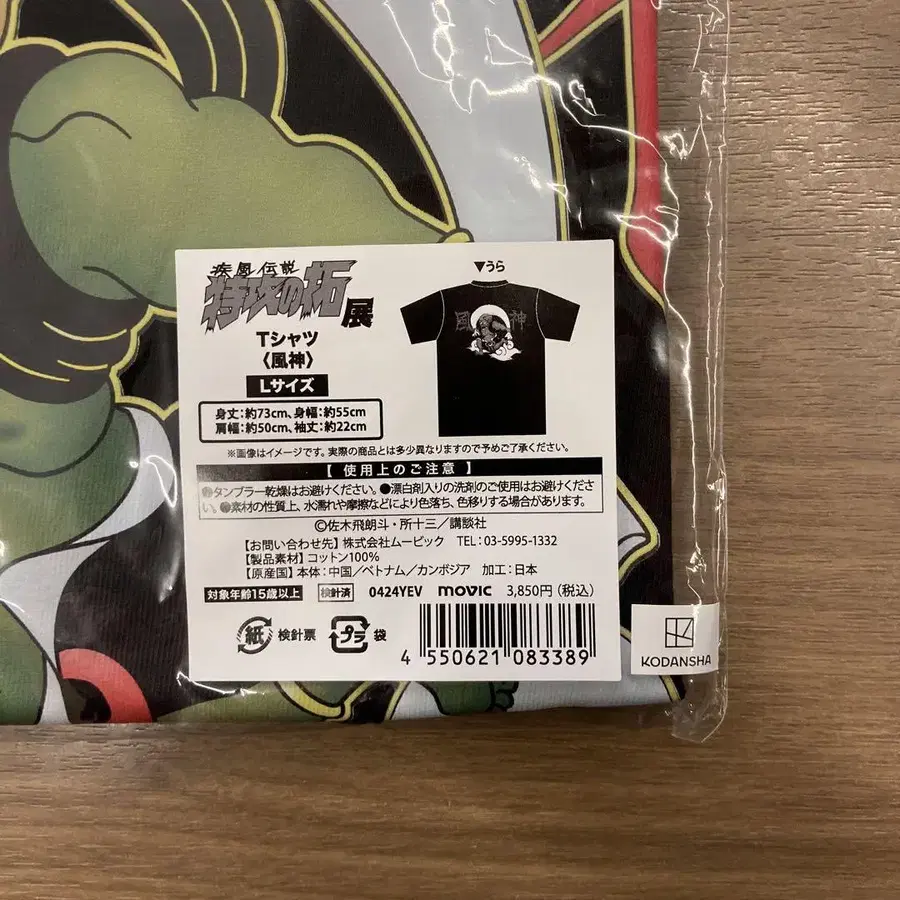 疾風伝説
特攻の拓
展
Tシャツ
〈風神〉
Lサイズ
身丈:約73cm、身幅:約55cm
肩幅:約50cm、袖丈:約22cm
▼うら
風 神
※図像はイメージです。実際の商品とは多少異なりますので予めご了承ください。
【 使用上のご注意 】
●タンブラー乾燥はお避けください。●漂白剤入りの洗剤のご使用はお避けくださ
い。●素材の性質上、水濡れや摩擦などにより色落ち、色移りする場合があります。
©佐木飛朗斗・所十三/講談社
【お問い合わせ先】株式会社ムービック TEL:03-5995-1332
【製品素材】コットン100%
【原産国】本体:中国/ベトナム/カンボジア 加工:日本
対象年齢15歳以上 検針済 0424YEV movic 3,850円(税込)
紙 検針票 プラ 袋
4 550621 083389
KODANSHA